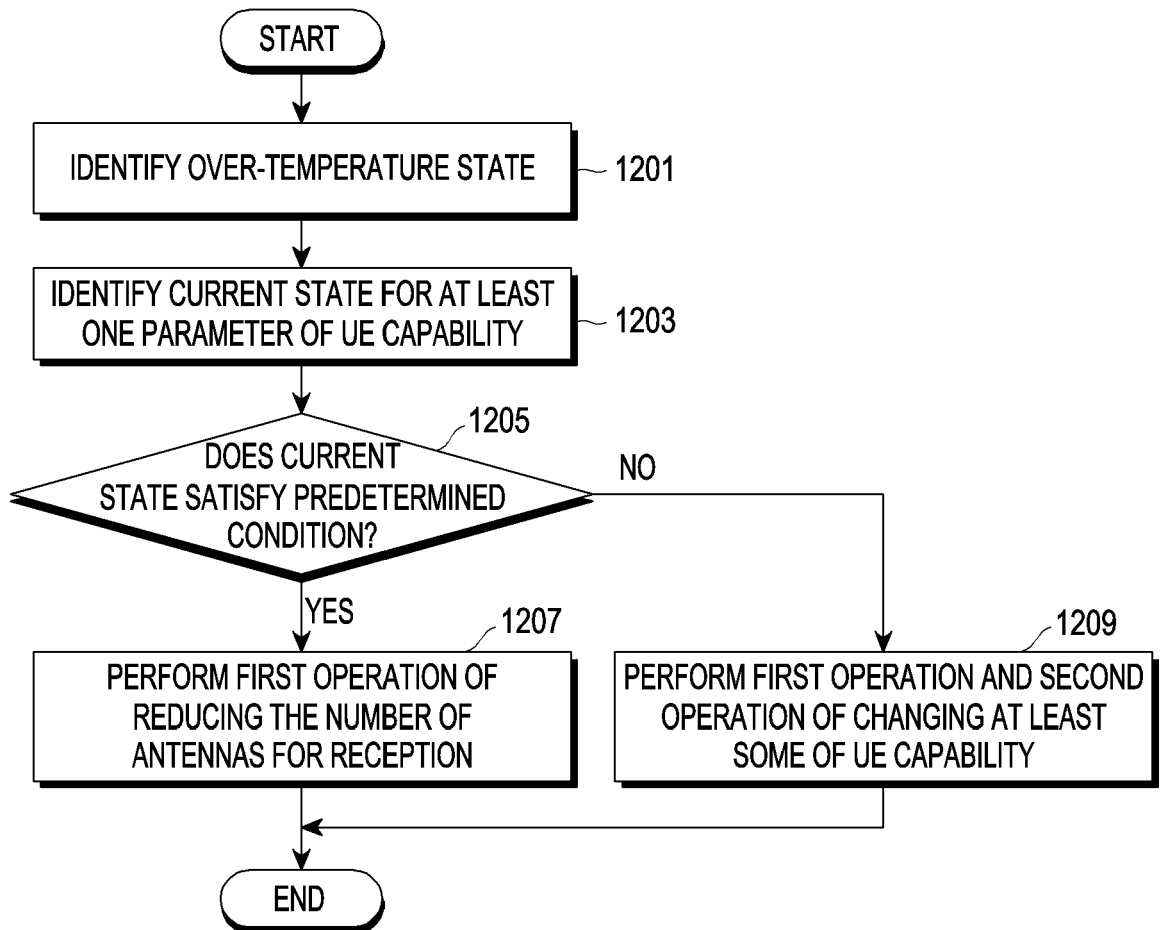 START
IDENTIFY OVER-TEMPERATURE STATE
1201
IDENTIFY CURRENT STATE FOR AT LEAST
ONE PARAMETER OF UE CAPABILITY
1203
1205
DOES CURRENT
STATE SATISFY PREDETERMINED
CONDITION?
NO
YES
1207
PERFORM FIRST OPERATION OF
REDUCING THE NUMBER OF
ANTENNAS FOR RECEPTION
1209
PERFORM FIRST OPERATION AND SECOND
OPERATION OF CHANGING AT LEAST
SOME OF UE CAPABILITY
END